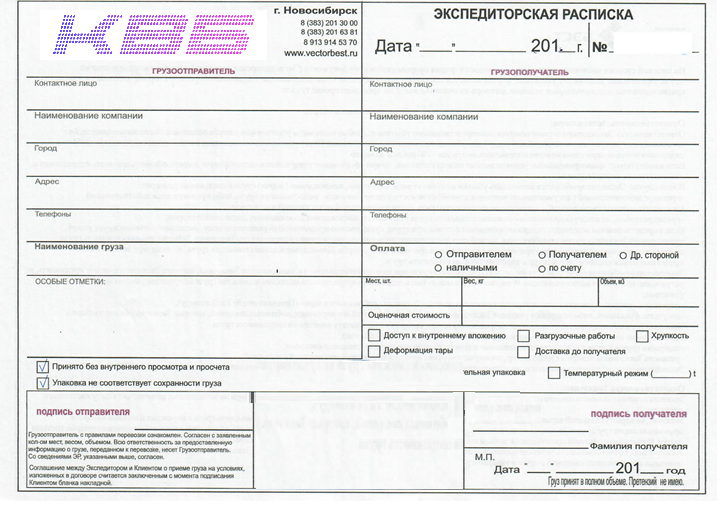 КВВ
г. Новосибирск
8 (383) 201 30 00
8 (383) 201 63 81
8 913 914 53 70
www.vectorbest.ru
ЭКСПЕДИТОРСКАЯ РАСПИСКА
Дата "____"________ 201_ г. №
ГРУЗООТПРАВИТЕЛЬ
Контактное лицо
Наименование компании
Город
Адрес
Телефоны
Наименование груза
ОСОБЫЕ ОТМЕТКИ:
ГРУЗОПОЛУЧАТЕЛЬ
Контактное лицо
Наименование компании
Город
Адрес
Телефоны
Оплата
Отправителем Получателем Др. стороной
наличными по счету
Мест, шт. Вес, кг Объем, м3
Оценочная стоимость
Доступ к внутреннему вложению Разгрузочные работы Хрупкость
Деформация тары Доставка до получателя
ельная упаковка Температурный режим (______) t
Принято без внутреннего просмотра и просчета
Упаковка не соответствует сохранности груза
подпись отправителя
Грузоотправитель с правилами перевозки ознакомлен. Согласен с заявленным
кол-ом мест, весом, объемом. Всю ответственность за предоставленную
информацию о грузе, переданном к перевозке, несет Грузоотправитель.
Со сведениями ЭР, указанными выше, согласен.
Соглашение между Экспедитором и Клиентом о приеме груза на условиях,
изложенных в договоре считается заключенным с момента подписания
Клиентом бланка накладной.
подпись получателя
Фамилия получателя
М.П.
Дата "___" ______ 201__ год
Груз принят в полном объеме. Претензий не имею.